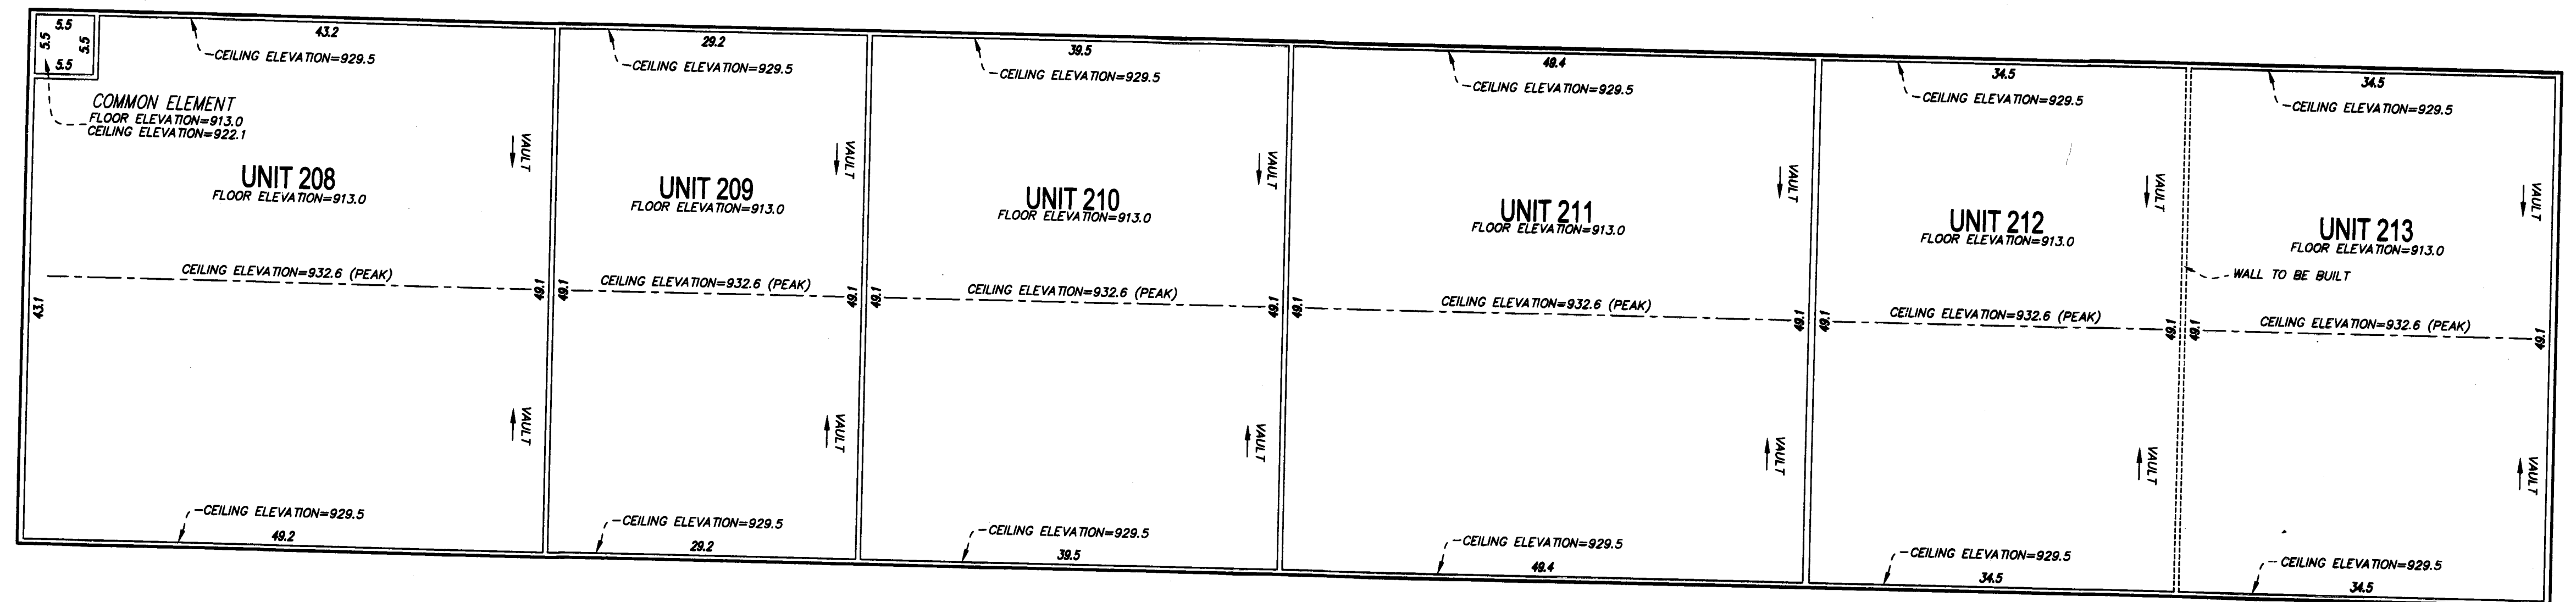 5.5
5.5
5.5
5.5
43.2
CEILING ELEVATION=929.5
COMMON ELEMENT
FLOOR ELEVATION=913.0
CEILING ELEVATION=922.1
VAULT
UNIT 208
FLOOR ELEVATION=913.0
CEILING ELEVATION=932.6 (PEAK)
43.1
49.1
VAULT
CEILING ELEVATION=929.5
49.2
29.2
CEILING ELEVATION=929.5
VAULT
UNIT 209
FLOOR ELEVATION=913.0
CEILING ELEVATION=932.6 (PEAK)
49.1
49.1
VAULT
CEILING ELEVATION=929.5
29.2
39.5
CEILING ELEVATION=929.5
VAULT
UNIT 210
FLOOR ELEVATION=913.0
CEILING ELEVATION=932.6 (PEAK)
49.1
49.1
VAULT
CEILING ELEVATION=929.5
39.5
49.4
CEILING ELEVATION=929.5
VAULT
UNIT 211
FLOOR ELEVATION=913.0
CEILING ELEVATION=932.6 (PEAK)
49.1
49.1
VAULT
CEILING ELEVATION=929.5
49.4
34.5
CEILING ELEVATION=929.5
VAULT
UNIT 212
FLOOR ELEVATION=913.0
CEILING ELEVATION=932.6 (PEAK)
49.1
49.1
VAULT
CEILING ELEVATION=929.5
34.5
34.5
CEILING ELEVATION=929.5
VAULT
UNIT 213
FLOOR ELEVATION=913.0
WALL TO BE BUILT
CEILING ELEVATION=932.6 (PEAK)
49.1
49.1
VAULT
CEILING ELEVATION=929.5
34.5